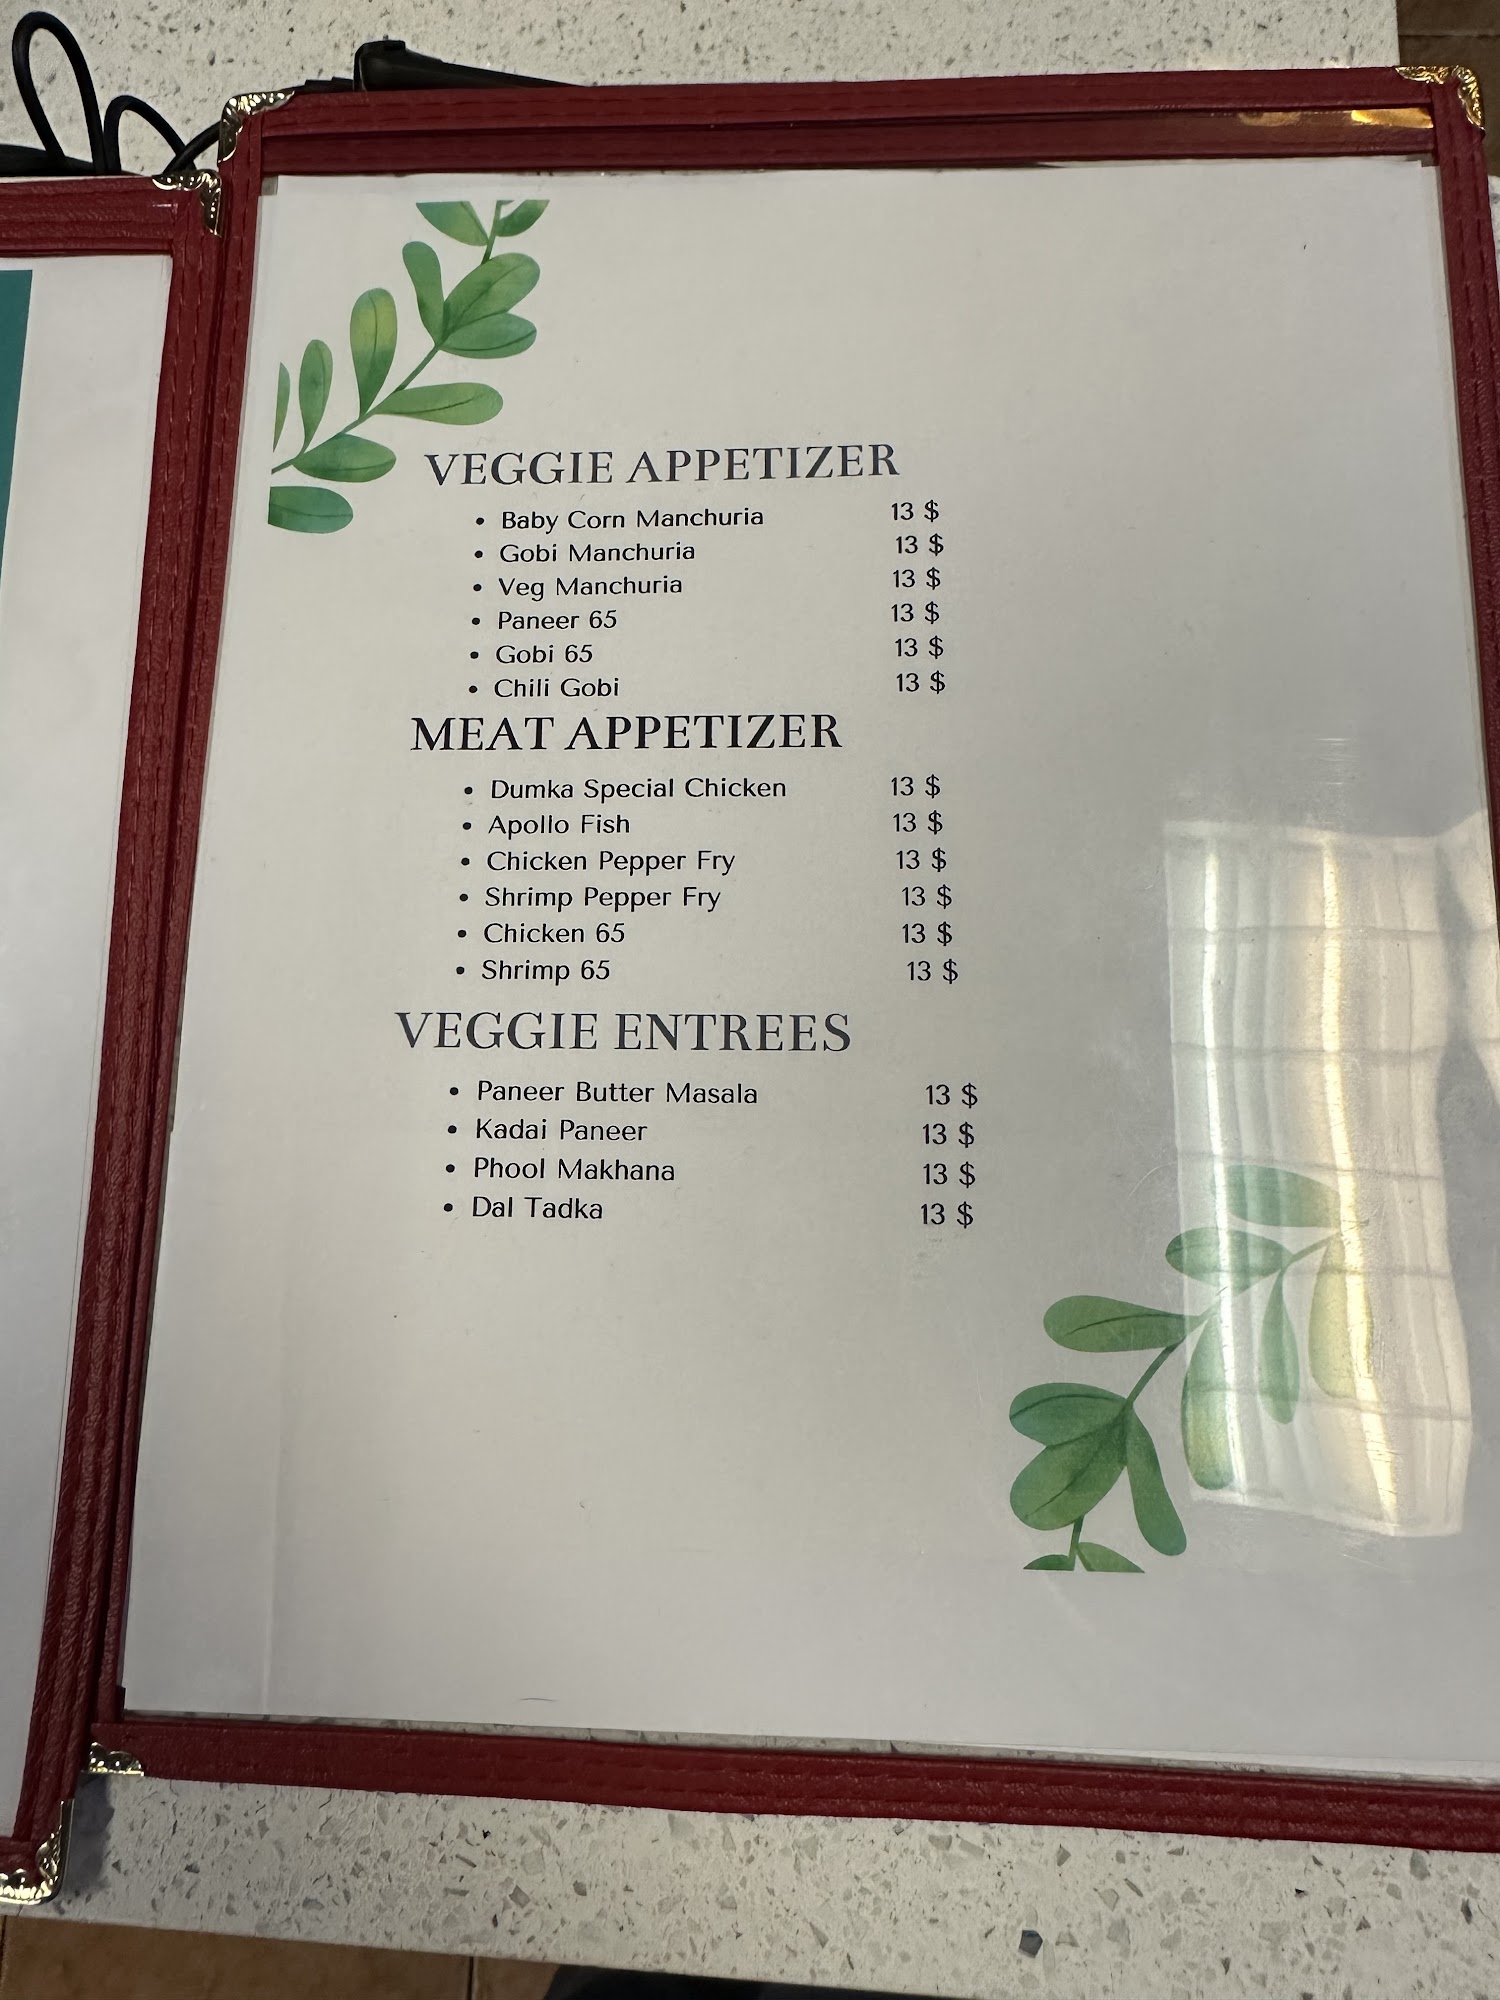 VEGGIE APPETIZER
• Baby Corn Manchuria 13 $
• Gobi Manchuria 13 $
• Veg Manchuria 13 $
• Paneer 65 13 $
• Gobi 65 13 $
• Chili Gobi 13 $
MEAT APPETIZER
• Dumka Special Chicken 13 $
• Apollo Fish 13 $
• Chicken Pepper Fry 13 $
• Shrimp Pepper Fry 13 $
• Chicken 65 13 $
• Shrimp 65 13 $
VEGGIE ENTREES
• Paneer Butter Masala 13 $
• Kadai Paneer 13 $
• Phool Makhana 13 $
• Dal Tadka 13 $